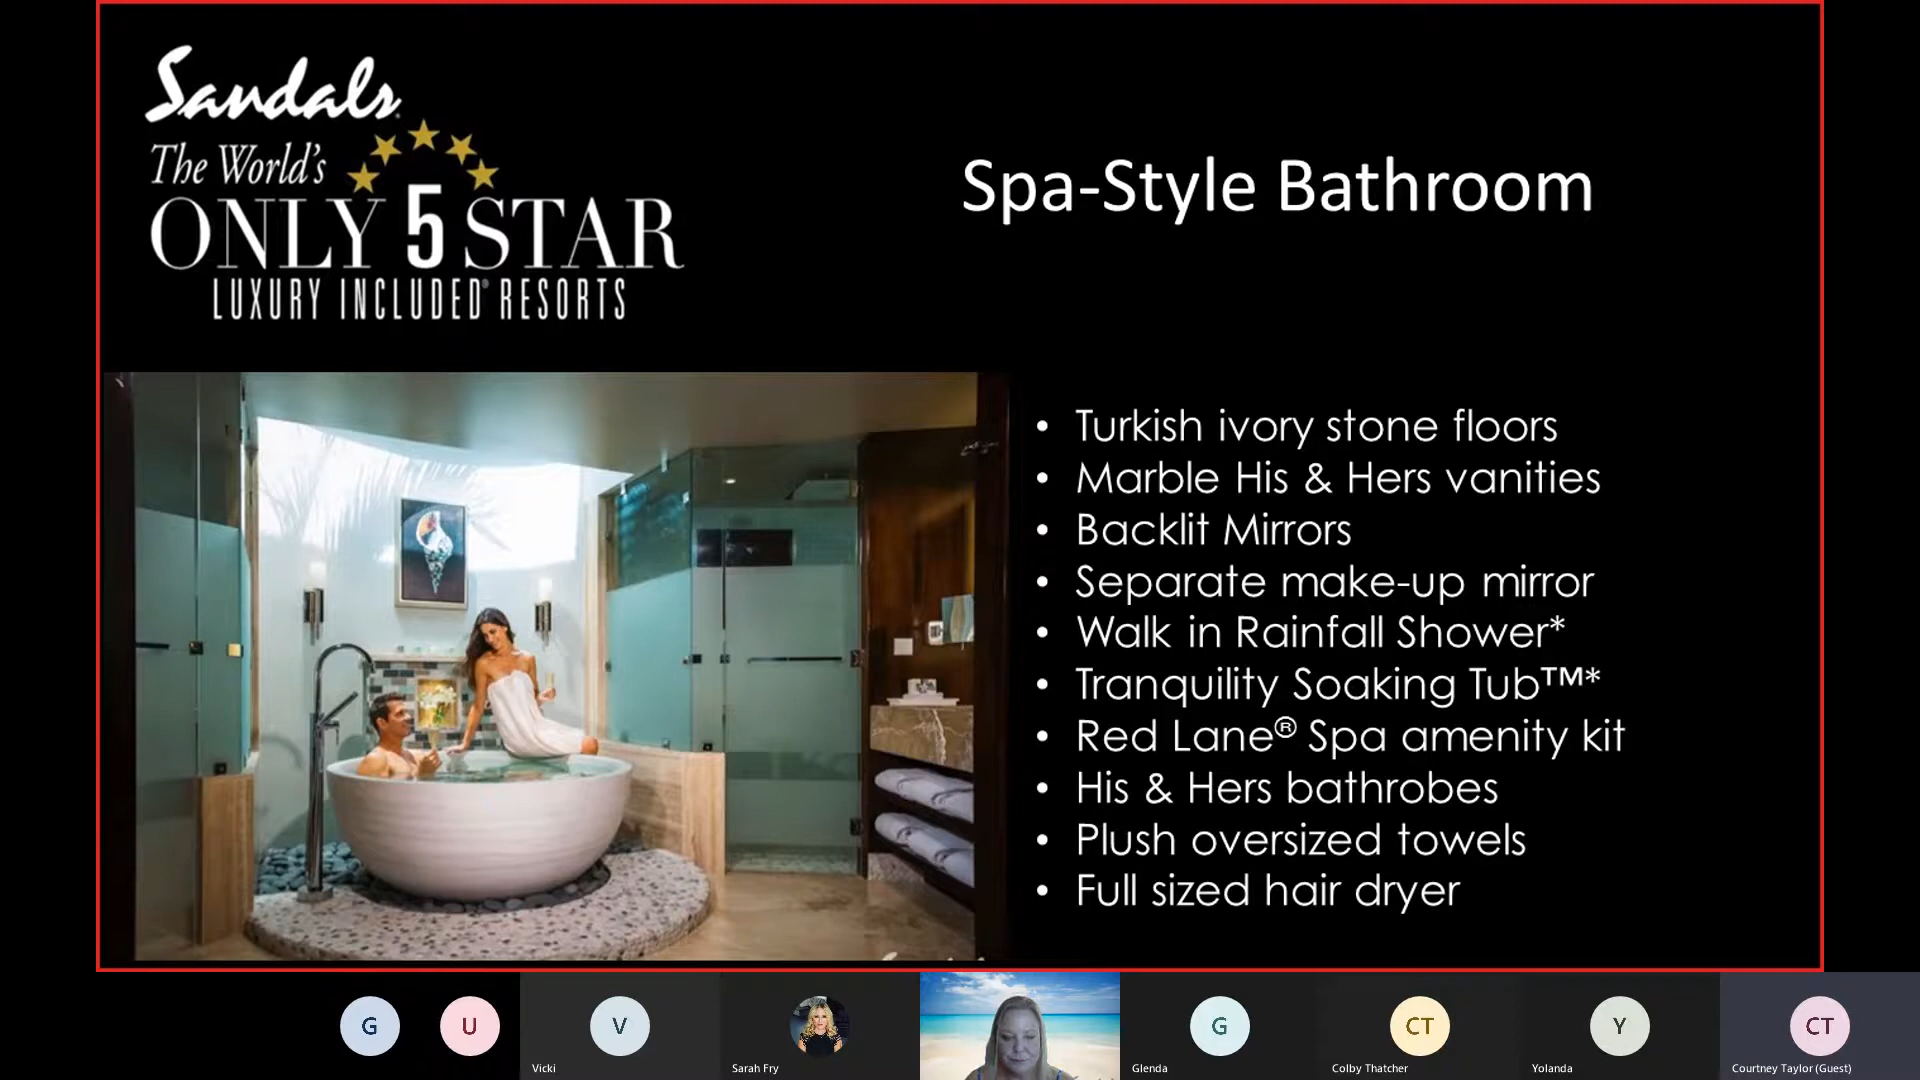 Sandals
The World's
ONLY 5 STAR
LUXURY INCLUDED® RESORTS
Spa-Style Bathroom
• Turkish ivory stone floors
• Marble His & Hers vanities
• Backlit Mirrors
• Separate make-up mirror
• Walk in Rainfall Shower*
• Tranquility Soaking Tub™*
• Red Lane® Spa amenity kit
• His & Hers bathrobes
• Plush oversized towels
• Full sized hair dryer
G
U
V
Vicki
Sarah Fry
G
Glenda
CT
Colby Thatcher
Y
Yolanda
CT
Courtney Taylor (Guest)